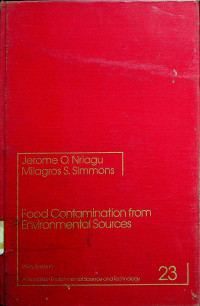 Jerome O. Nriagu
Milagros S. Simmons
Food Contamination from
Environmental Sources
23